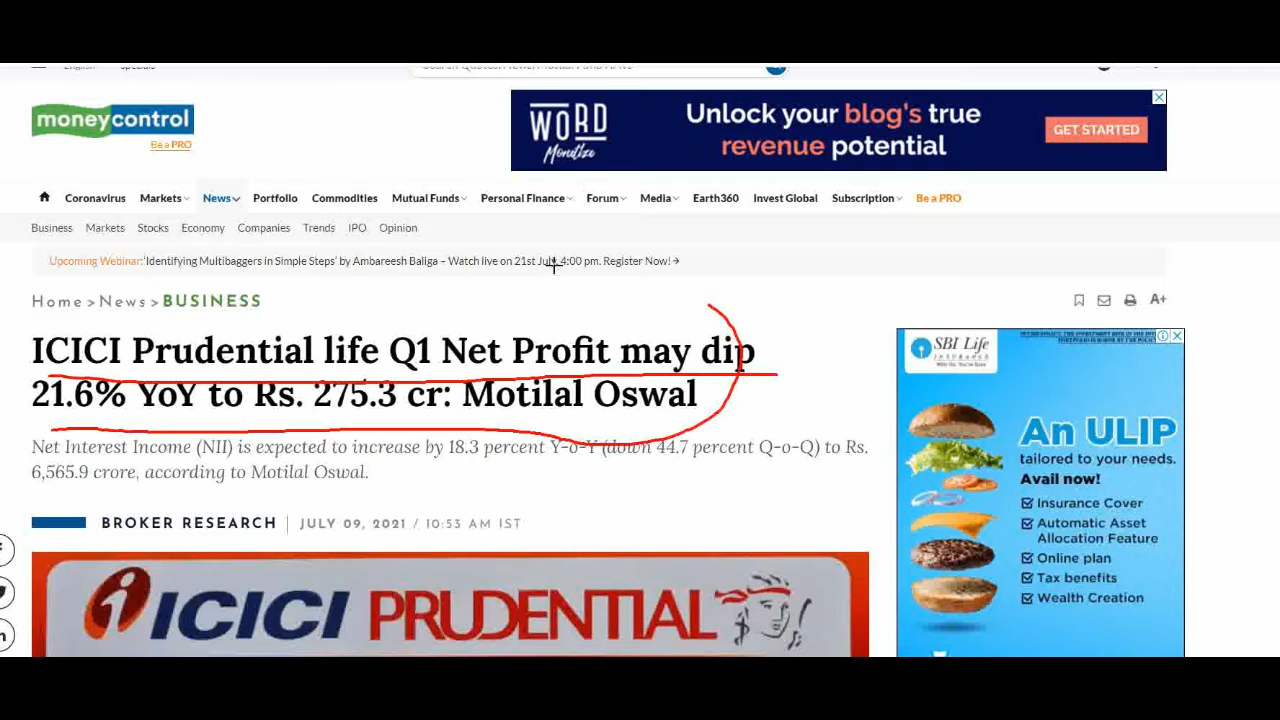 moneycontrol
Be a PRO
WORD
Monetize
Unlock your blog's true
revenue potential
GET STARTED
Coronavirus Markets News Portfolio Commodities Mutual Funds Personal Finance Forum Media Earth360 Invest Global Subscription Be a PRO
Business Markets Stocks Economy Companies Trends IPO Opinion
Upcoming Webinar:'Identifying Multibaggers in Simple Steps' by Ambareesh Baliga – Watch live on 21st July 4:00 pm. Register Now!
Home > News > BUSINESS
A+
ICICI Prudential life Q1 Net Profit may dip
21.6% YoY to Rs. 275.3 cr: Motilal Oswal
Net Interest Income (NII) is expected to increase by 18.3 percent Y-o-Y (down 44.7 percent Q-o-Q) to Rs.
6,565.9 crore, according to Motilal Oswal.
BROKER RESEARCH | JULY 09, 2021 / 10:53 AM IST
ICICI PRUDENTIAL
SBI Life
INSURANCE
An ULIP
tailored to your needs.
Avail now!
Insurance Cover
Automatic Asset
Allocation Feature
Online plan
Tax benefits
Wealth Creation